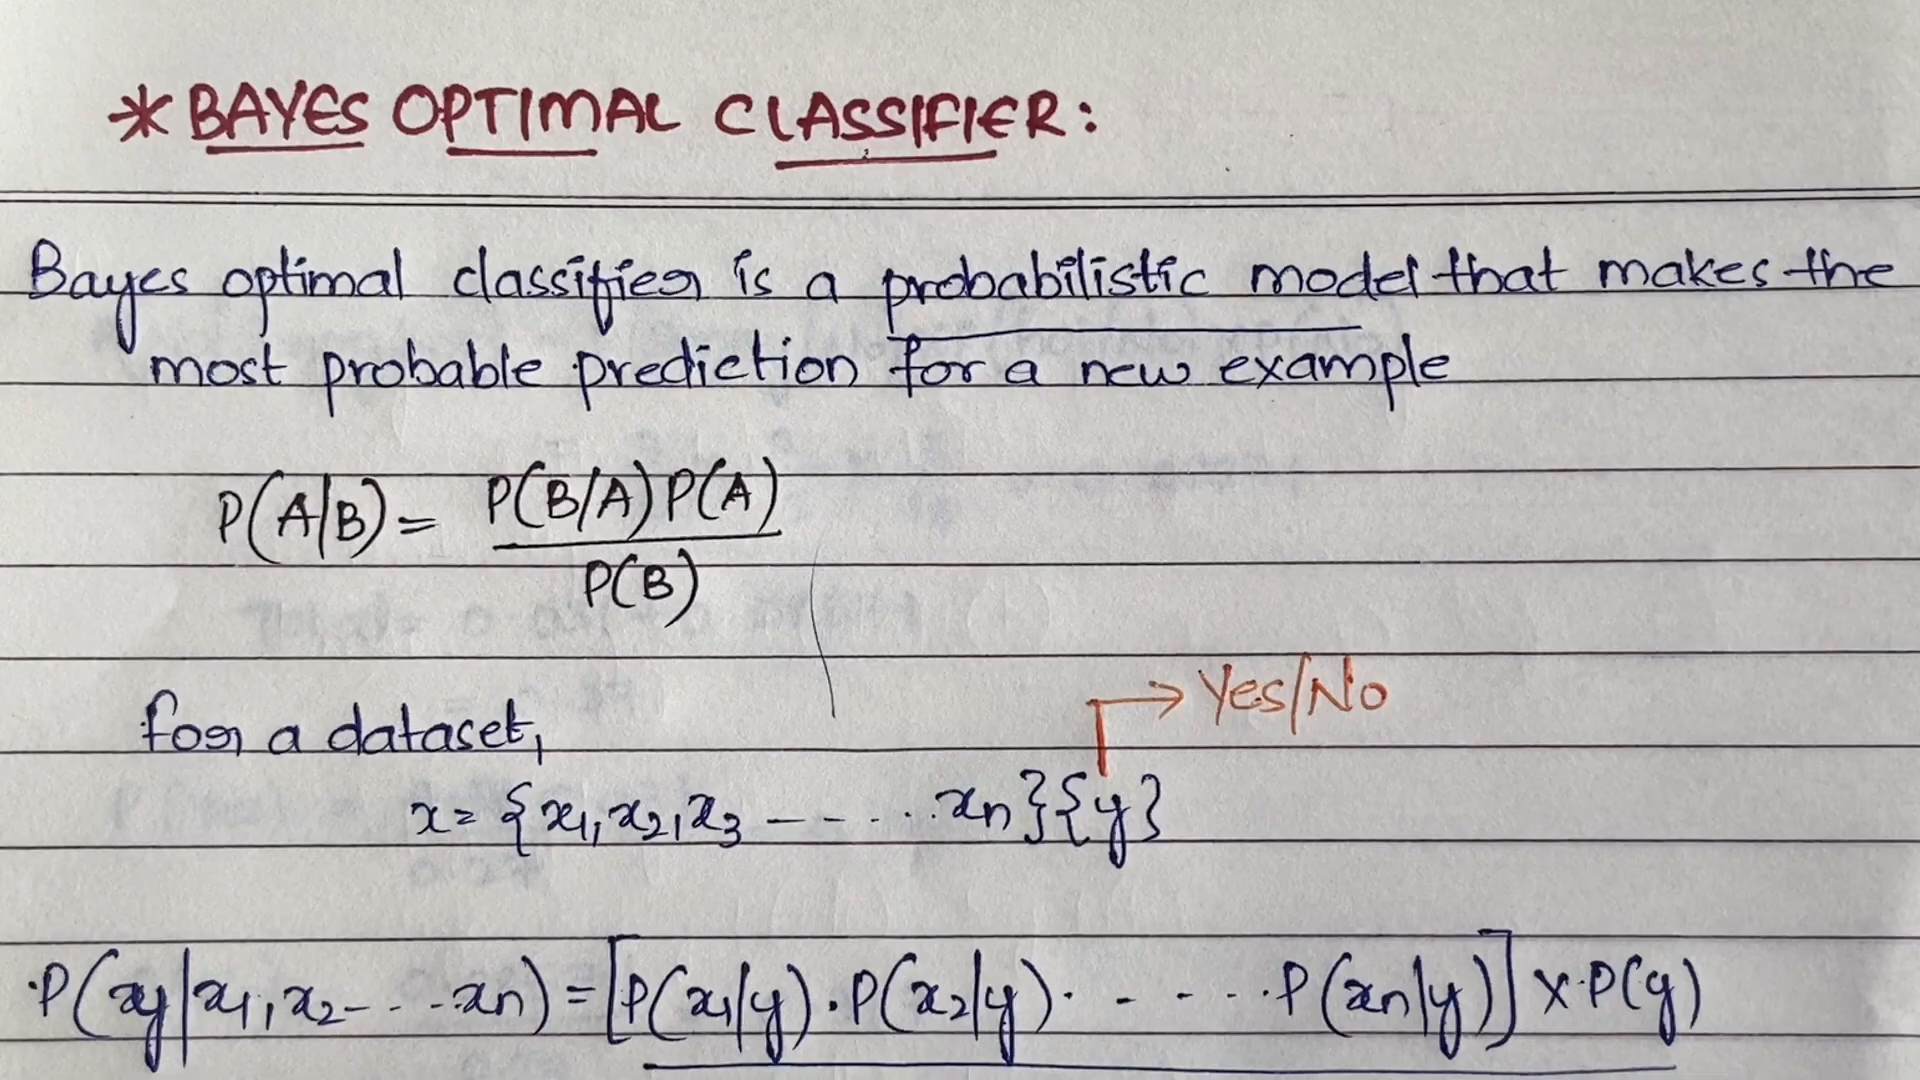 * BAYES OPTIMAL CLASSIFIER:
Bayes optimal classifier is a probabilistic model that makes the
most probable prediction for a new example
P(A|B) = P(B/A) P(A)
P(B)
for a dataset,
→ Yes/No
x = {x1, x2, x3 -- - . . . xn} {y}
P(xy|x1, x2 - . . . xn) = [P(x1|y) . P(x2|y) . - - . . . P(xn|y)] x P(y)